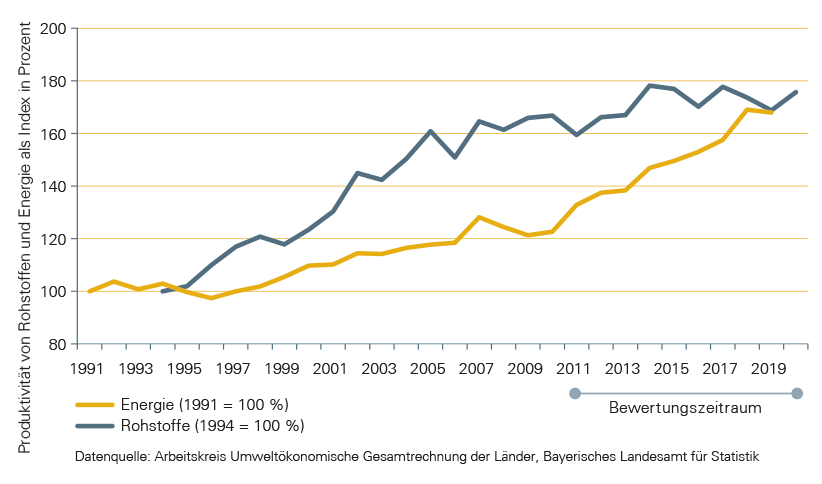 Produktivität von Rohstoffen und Energie als Index in Prozent
200
180
160
140
120
100
80
1991 1993 1995 1997 1999 2001 2003 2005 2007 2009 2011 2013 2015 2017 2019
Bewertungszeitraum
Energie (1991 = 100 %)
Rohstoffe (1994 = 100 %)
Datenquelle: Arbeitskreis Umweltökonomische Gesamtrechnung der Länder, Bayerisches Landesamt für Statistik